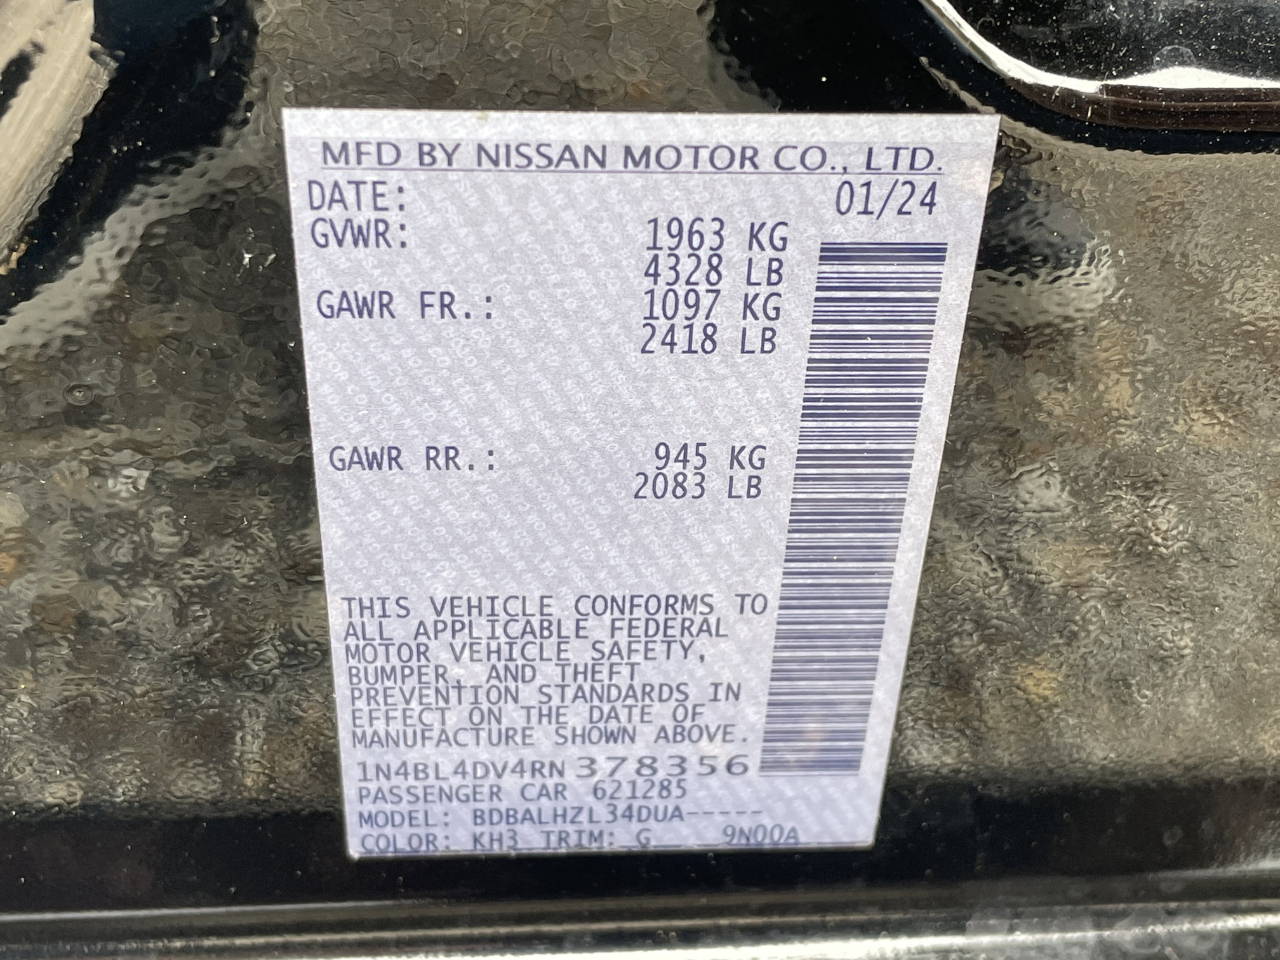 MFD BY NISSAN MOTOR CO., LTD.
DATE: 01/24
GVWR: 1963 KG
4328 LB
GAWR FR.: 1097 KG
2418 LB
GAWR RR.: 945 KG
2083 LB
THIS VEHICLE CONFORMS TO
ALL APPLICABLE FEDERAL
MOTOR VEHICLE SAFETY,
BUMPER, AND THEFT
PREVENTION STANDARDS IN
EFFECT ON THE DATE OF
MANUFACTURE SHOWN ABOVE.
1N4BL4DV4RN378356
PASSENGER CAR 621285
MODEL: BDBALHZL34DUA-----
COLOR: KH3 TRIM: G 9N00A